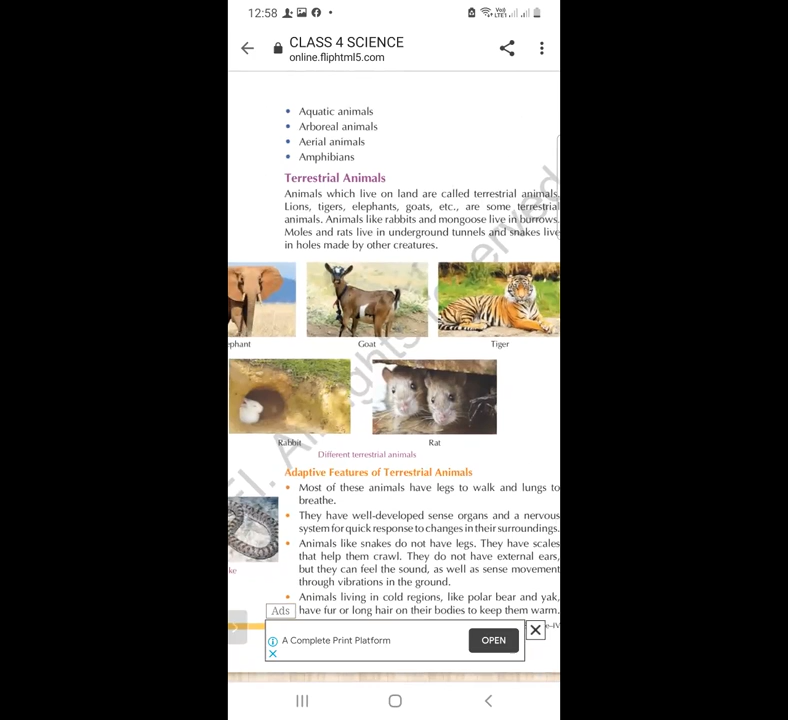 12:58
Vo))
LTE1
CLASS 4 SCIENCE
online.fliphtml5.com
Aquatic animals
Arboreal animals
Aerial animals
Amphibians
Terrestrial Animals
Animals which live on land are called terrestrial animals.
Lions, tigers, elephants, goats, etc., are some terrestrial
animals. Animals like rabbits and mongoose live in burrows.
Moles and rats live in underground tunnels and snakes live
in holes made by other creatures.
ephant Goat Tiger
Rabbit Rat
Different terrestrial animals
Adaptive Features of Terrestrial Animals
Most of these animals have legs to walk and lungs to
breathe.
They have well-developed sense organs and a nervous
system for quick response to changes in their surroundings.
Animals like snakes do not have legs. They have scales
that help them crawl. They do not have external ears,
but they can feel the sound, as well as sense movement
through vibrations in the ground.
ke
Animals living in cold regions, like polar bear and yak,
have fur or long hair on their bodies to keep them warm.
Ads
e-IV
A Complete Print Platform
OPEN